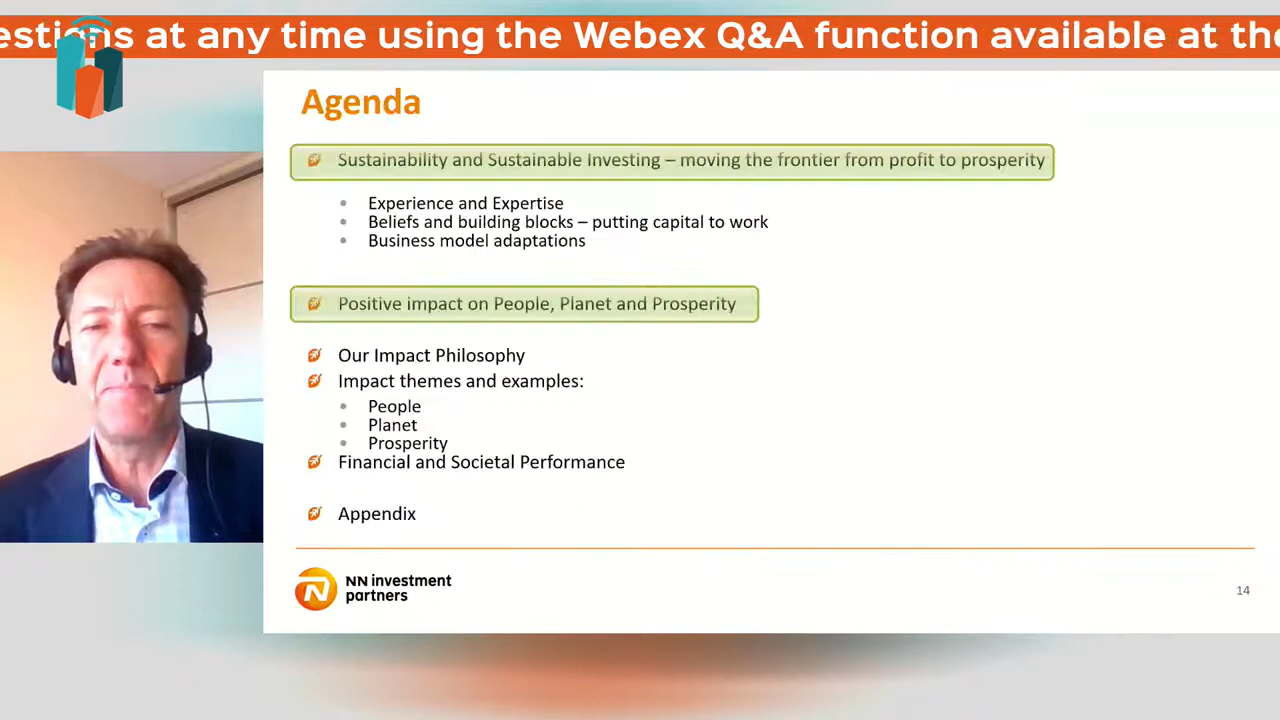 at any time using the Webex Q&A function available at
Agenda
Sustainability and Sustainable Investing – moving the frontier from profit to prosperity
Experience and Expertise
Beliefs and building blocks – putting capital to work
Business model adaptations
Positive impact on People, Planet and Prosperity
Our Impact Philosophy
Impact themes and examples:
People
Planet
Prosperity
Financial and Societal Performance
Appendix
NN investment
partners
14